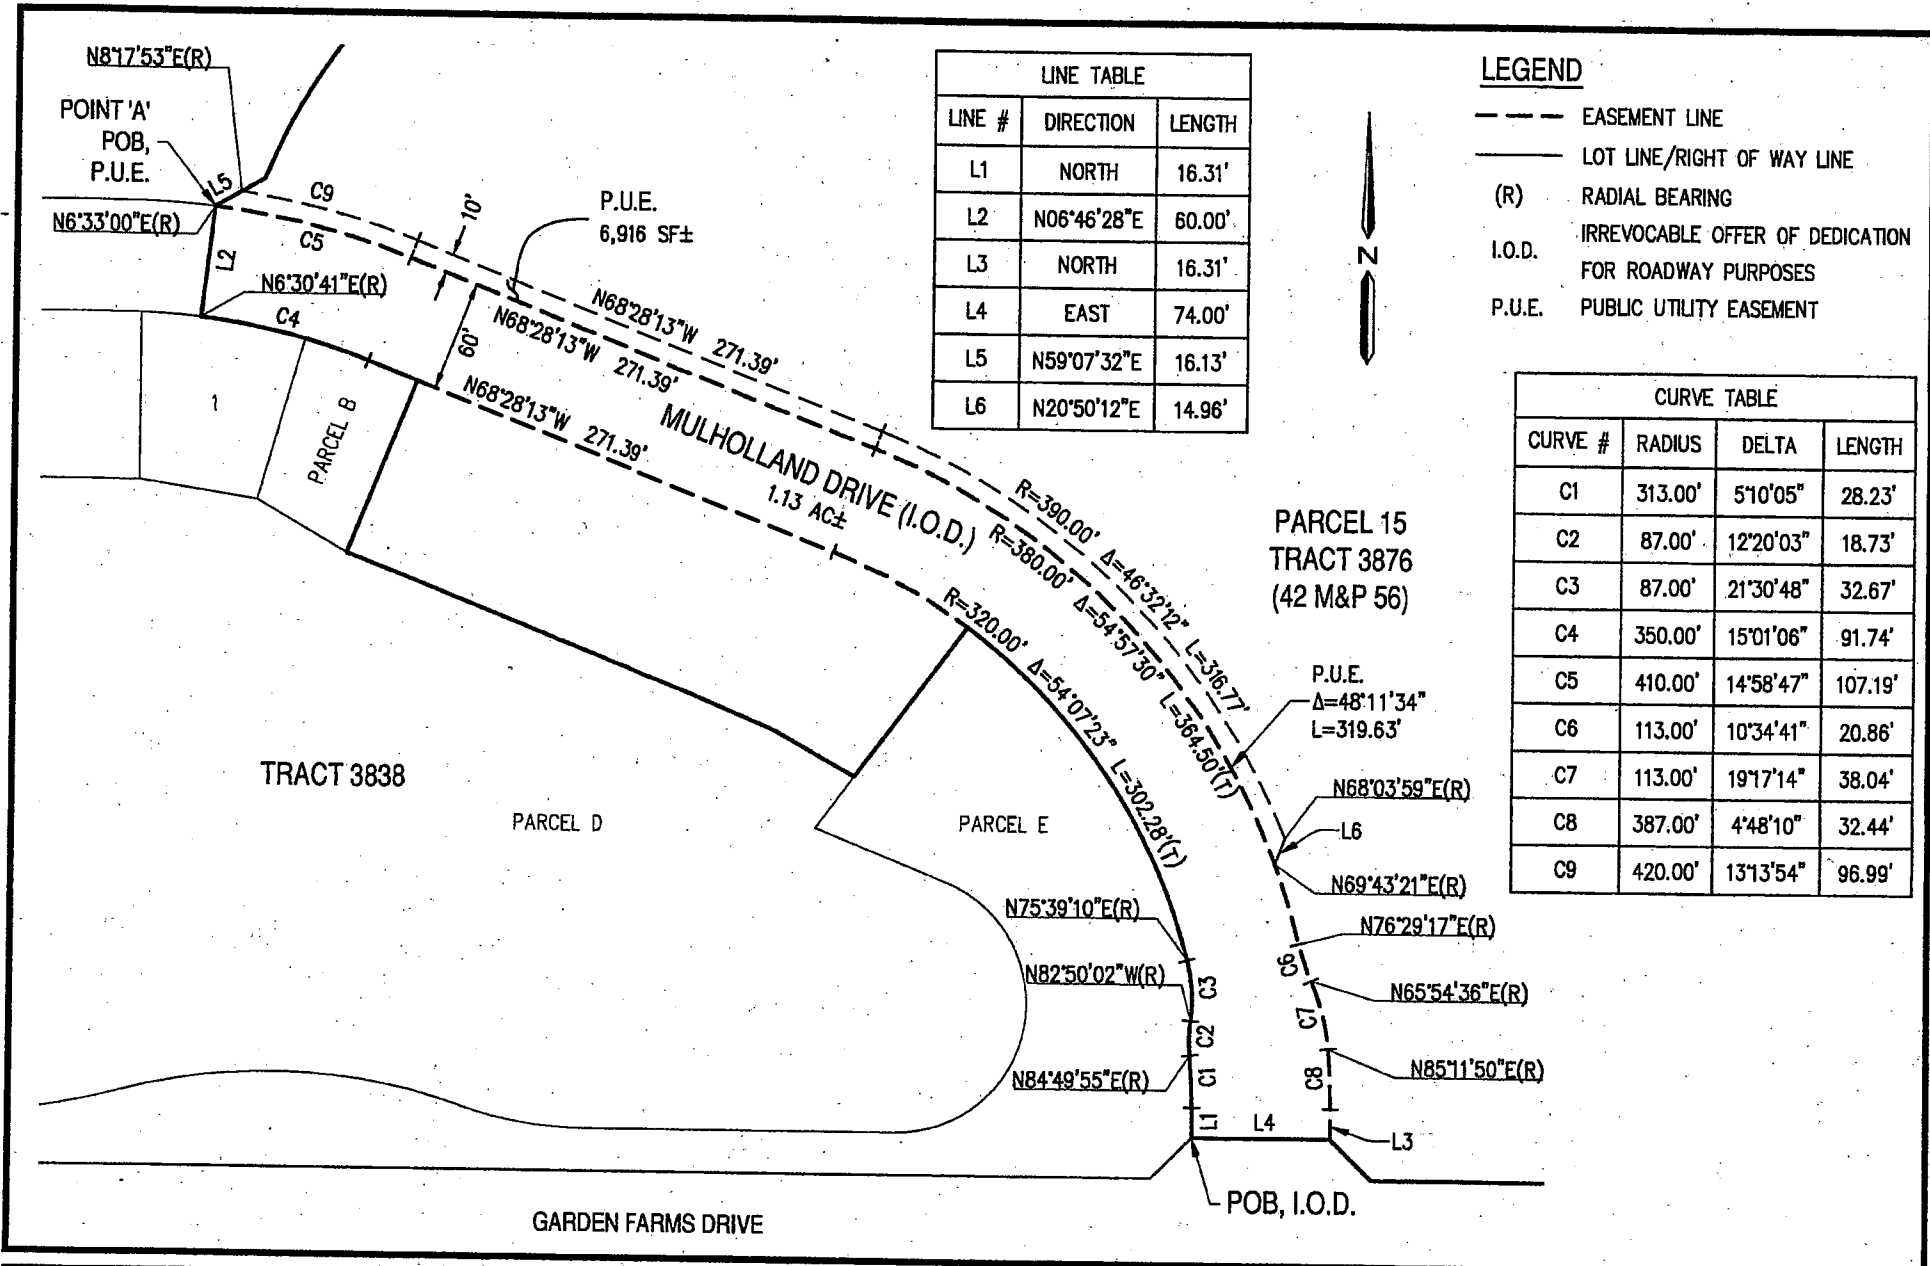 N8°17'53"E(R)
POINT 'A'
POB,
P.U.E.
N6°33'00"E(R)
L5
C9
10'
P.U.E.
6,916 SF±
C5
L2
N6°30'41"E(R)
C4
60'
N68°28'13"W 271.39'
N68°28'13"W 271.39'
N68°28'13"W 271.39'
1
PARCEL B
MULHOLLAND DRIVE (I.O.D.)
1.13 AC±
R=390.00' Δ=46°32'12" L=316.77'
R=380.00' Δ=54°57'30" L=364.50'(T)
R=320.00' Δ=54°07'23" L=302.28'(T)
LINE TABLE
LINE # DIRECTION LENGTH
L1 NORTH 16.31'
L2 N06°46'28"E 60.00'
L3 NORTH 16.31'
L4 EAST 74.00'
L5 N59°07'32"E 16.13'
L6 N20°50'12"E 14.96'
N
LEGEND
EASEMENT LINE
LOT LINE/RIGHT OF WAY LINE
(R) RADIAL BEARING
I.O.D. IRREVOCABLE OFFER OF DEDICATION
FOR ROADWAY PURPOSES
P.U.E. PUBLIC UTILITY EASEMENT
CURVE TABLE
CURVE # RADIUS DELTA LENGTH
C1 313.00' 5°10'05" 28.23'
C2 87.00' 12°20'03" 18.73'
C3 87.00' 21°30'48" 32.67'
C4 350.00' 15°01'06" 91.74'
C5 410.00' 14°58'47" 107.19'
C6 113.00' 10°34'41" 20.86'
C7 113.00' 19°17'14" 38.04'
C8 387.00' 4°48'10" 32.44'
C9 420.00' 13°13'54" 96.99'
PARCEL 15
TRACT 3876
(42 M&P 56)
P.U.E.
Δ=48°11'34"
L=319.63'
N68°03'59"E(R)
L6
N69°43'21"E(R)
N76°29'17"E(R)
C6
N65°54'36"E(R)
C7
N85°11'50"E(R)
C8
TRACT 3838
PARCEL D
PARCEL E
N75°39'10"E(R)
N82°50'02"W(R)
C3
C2
N84°49'55"E(R)
C1
L1
L4
L3
POB, I.O.D.
GARDEN FARMS DRIVE